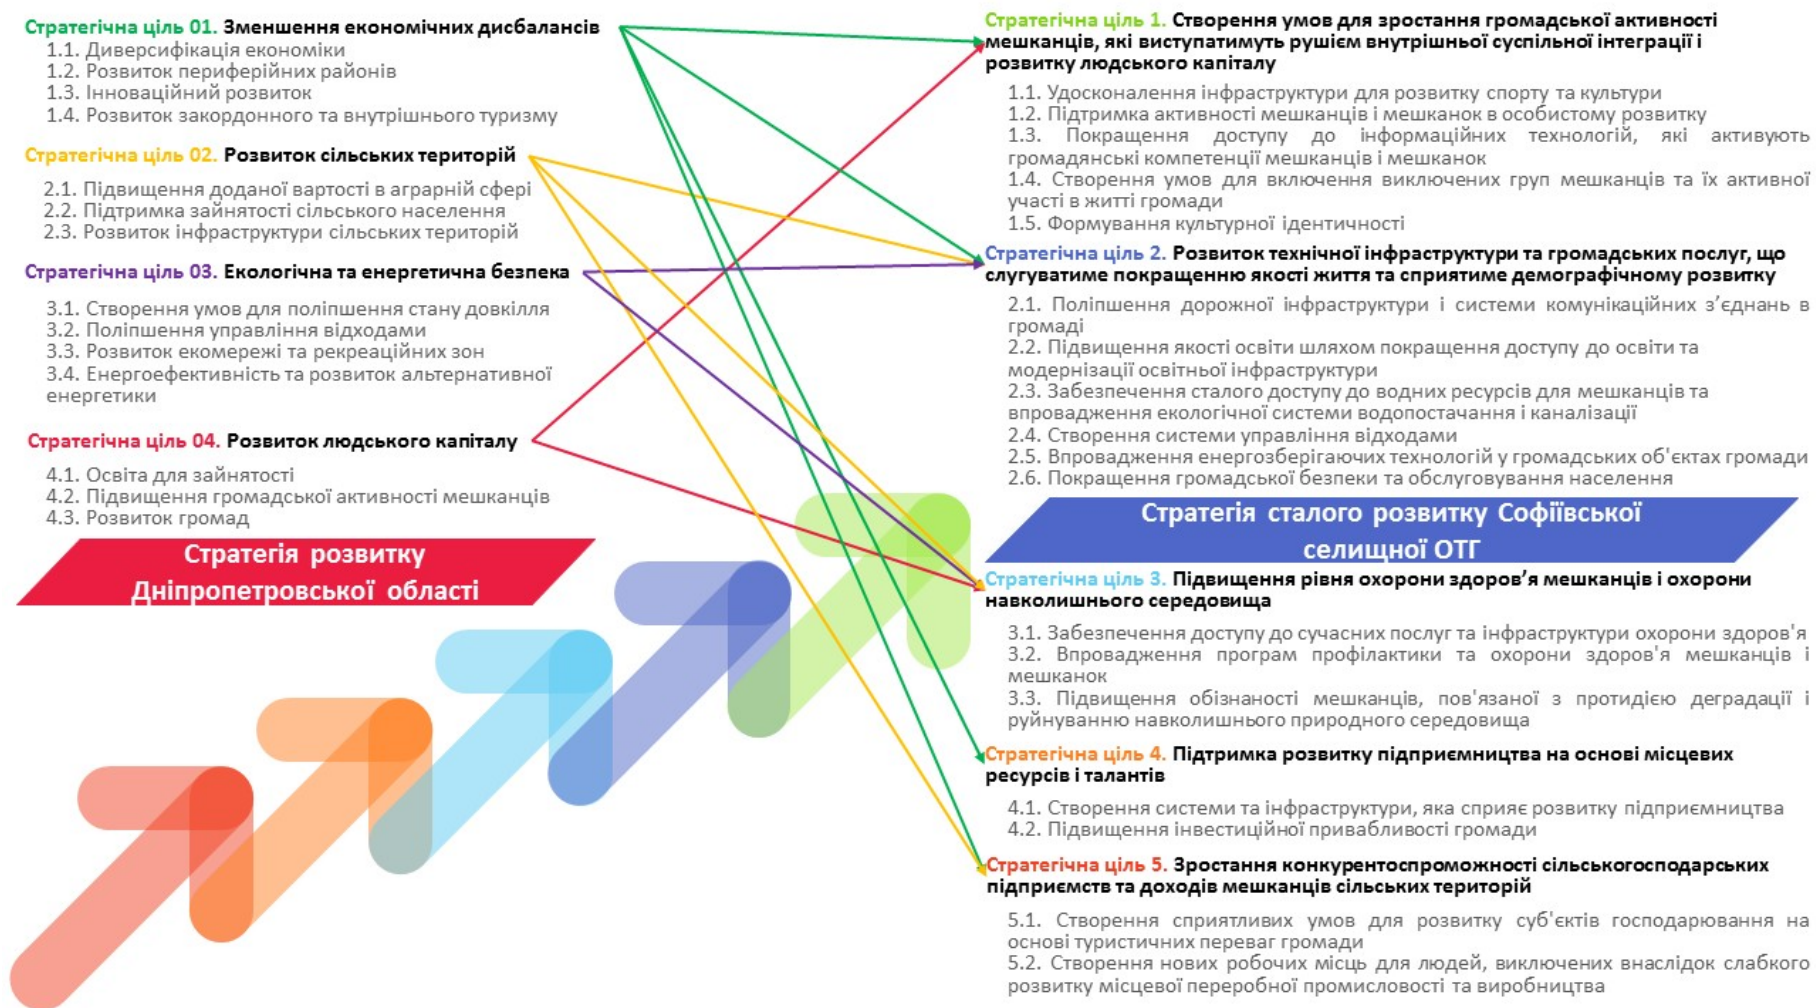 Стратегічна ціль 01. Зменшення економічних дисбалансів
1.1. Диверсифікація економіки
1.2. Розвиток периферійних районів
1.3. Інноваційний розвиток
1.4. Розвиток закордонного та внутрішнього туризму
Стратегічна ціль 02. Розвиток сільських територій
2.1. Підвищення доданої вартості в аграрній сфері
2.2. Підтримка зайнятості сільського населення
2.3. Розвиток інфраструктури сільських територій
Стратегічна ціль 03. Екологічна та енергетична безпека
3.1. Створення умов для поліпшення стану довкілля
3.2. Поліпшення управління відходами
3.3. Розвиток екомережі та рекреаційних зон
3.4. Енергоефективність та розвиток альтернативної
енергетики
Стратегічна ціль 04. Розвиток людського капіталу
4.1. Освіта для зайнятості
4.2. Підвищення громадської активності мешканців
4.3. Розвиток громад
Стратегія розвитку
Дніпропетровської області
Стратегічна ціль 1. Створення умов для зростання громадської активності
мешканців, які виступатимуть рушієм внутрішньої суспільної інтеграції і
розвитку людського капіталу
1.1. Удосконалення інфраструктури для розвитку спорту та культури
1.2. Підтримка активності мешканців і мешканок в особистому розвитку
1.3. Покращення доступу до інформаційних технологій, які активують
громадянські компетенції мешканців і мешканок
1.4. Створення умов для включення виключених груп мешканців та їх активної
участі в житті громади
1.5. Формування культурної ідентичності
Стратегічна ціль 2. Розвиток технічної інфраструктури та громадських послуг, що
слугуватиме покращенню якості життя та сприятиме демографічному розвитку
2.1. Поліпшення дорожної інфраструктури і системи комунікаційних з’єднань в
громаді
2.2. Підвищення якості освіти шляхом покращення доступу до освіти та
модернізації освітньої інфраструктури
2.3. Забезпечення сталого доступу до водних ресурсів для мешканців та
впровадження екологічної системи водопостачання і каналізації
2.4. Створення системи управління відходами
2.5. Впровадження енергозберігаючих технологій у громадських об'єктах громади
2.6. Покращення громадської безпеки та обслуговування населення
Стратегія сталого розвитку Софіївської
селищної ОТГ
Стратегічна ціль 3. Підвищення рівня охорони здоров’я мешканців і охорони
навколишнього середовища
3.1. Забезпечення доступу до сучасних послуг та інфраструктури охорони здоров'я
3.2. Впровадження програм профілактики та охорони здоров'я мешканців і
мешканок
3.3. Підвищення обізнаності мешканців, пов'язаної з протидією деградації і
руйнуванню навколишнього природного середовища
Стратегічна ціль 4. Підтримка розвитку підприємництва на основі місцевих
ресурсів і талантів
4.1. Створення системи та інфраструктури, яка сприяє розвитку підприємництва
4.2. Підвищення інвестиційної привабливості громади
Стратегічна ціль 5. Зростання конкурентоспроможності сільськогосподарських
підприємств та доходів мешканців сільських територій
5.1. Створення сприятливих умов для розвитку суб'єктів господарювання на
основі туристичних переваг громади
5.2. Створення нових робочих місць для людей, виключених внаслідок слабкого
розвитку місцевої переробної промисловості та виробництва